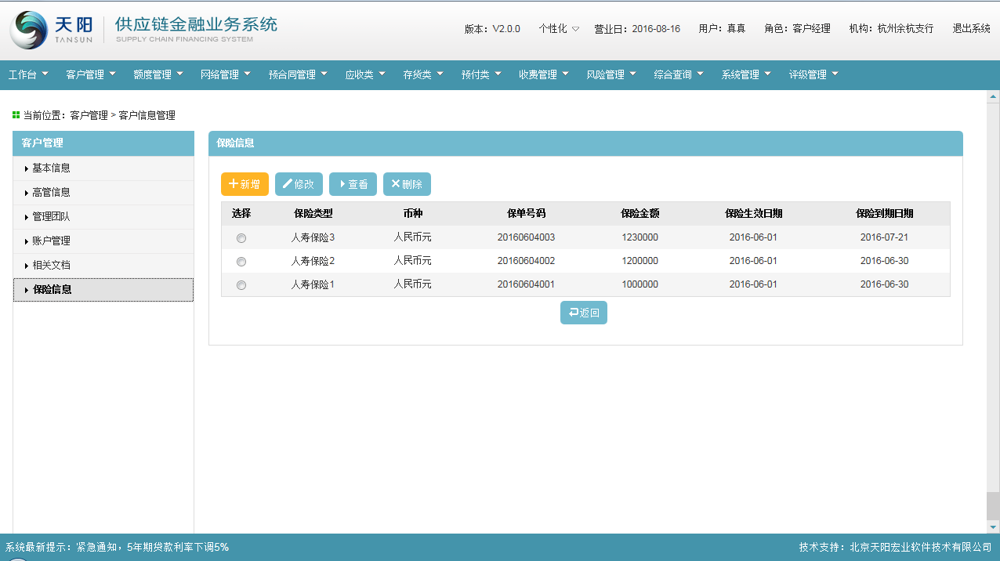 天阳 TANSUN 供应链金融业务系统 SUPPLY CHAIN FINANCING SYSTEM
版本：V2.0.0 个性化 营业日：2016-08-16 用户：真真 角色：客户经理 机构：杭州余杭支行 退出系统
工作台 客户管理 额度管理 网络管理 预合同管理 应收类 存货类 预付类 收费管理 风险管理 综合查询 系统管理 评级管理
当前位置：客户管理 > 客户信息管理
客户管理
基本信息
高管信息
管理团队
账户管理
相关文档
保险信息
保险信息
新增 修改 查看 删除
选择 保险类型 币种 保单号码 保险金额 保险生效日期 保险到期日期
人寿保险3 人民币元 20160604003 1230000 2016-06-01 2016-07-21
人寿保险2 人民币元 20160604002 1200000 2016-06-01 2016-06-30
人寿保险1 人民币元 20160604001 1000000 2016-06-01 2016-06-30
返回
系统最新提示：紧急通知，5年期贷款利率下调5% 技术支持：北京天阳宏业软件技术有限公司